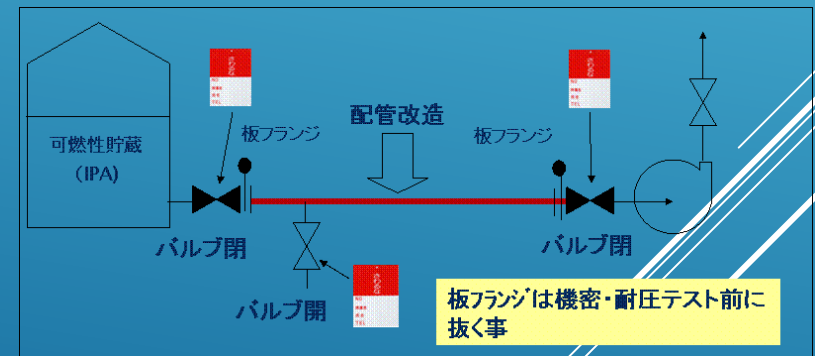 配管改造
板フランジ
板フランジ
可燃性貯蔵
(IPA)
バルブ閉
バルブ閉
バルブ開
板フランジは機密・耐圧テスト前に
抜く事